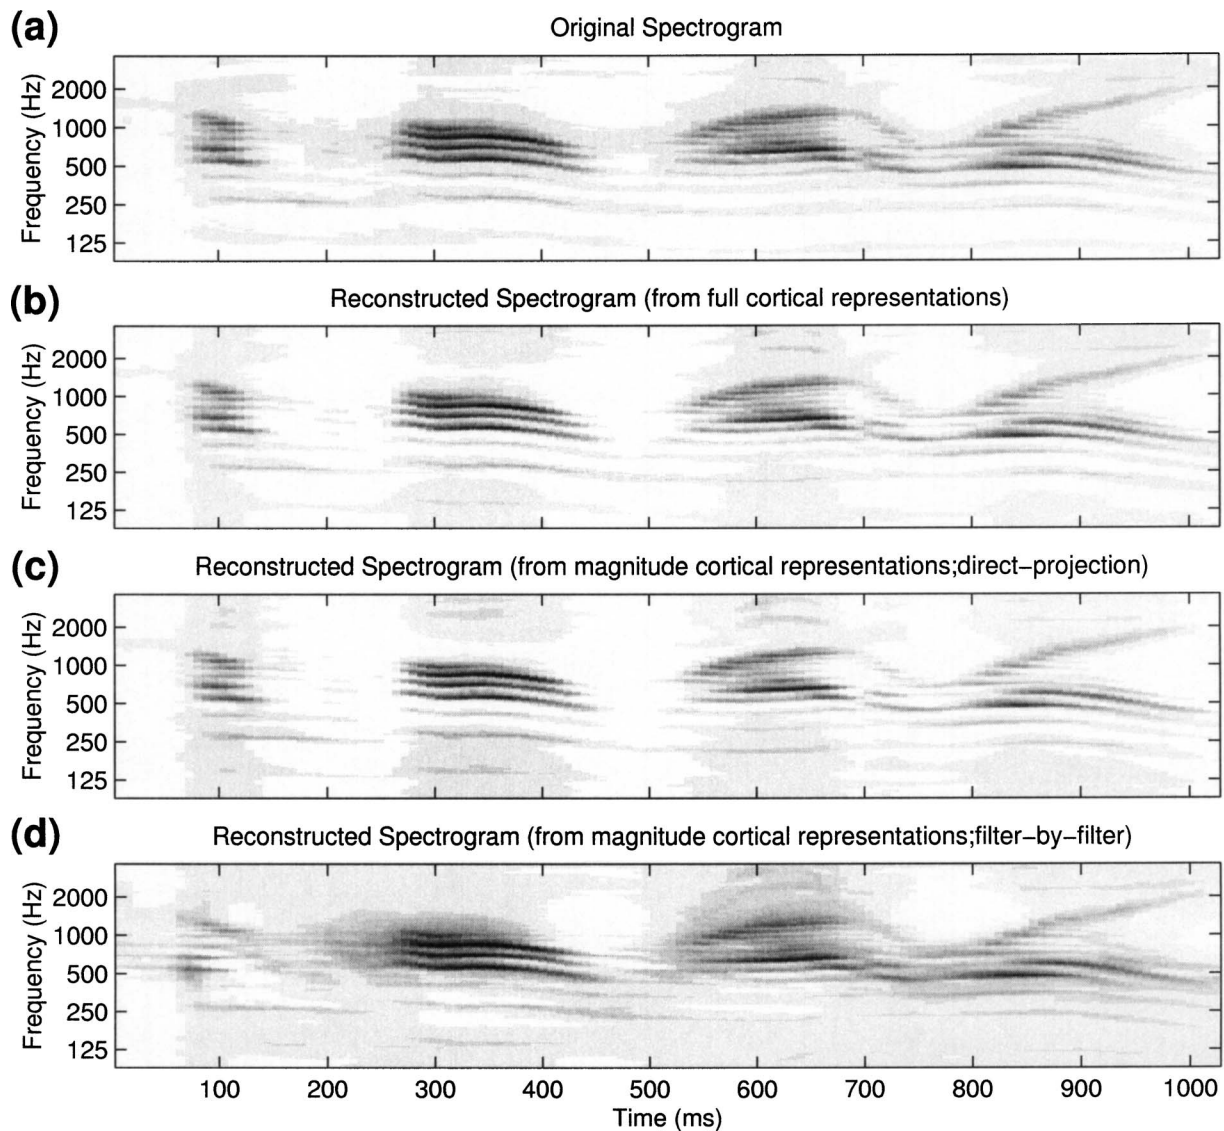 (a)
Original Spectrogram
Frequency (Hz)
2000
1000
500
250
125
(b)
Reconstructed Spectrogram (from full cortical representations)
Frequency (Hz)
2000
1000
500
250
125
(c)
Reconstructed Spectrogram (from magnitude cortical representations;direct−projection)
Frequency (Hz)
2000
1000
500
250
125
(d)
Reconstructed Spectrogram (from magnitude cortical representations;filter−by−filter)
Frequency (Hz)
2000
1000
500
250
125
100 200 300 400 500 600 700 800 900 1000
Time (ms)